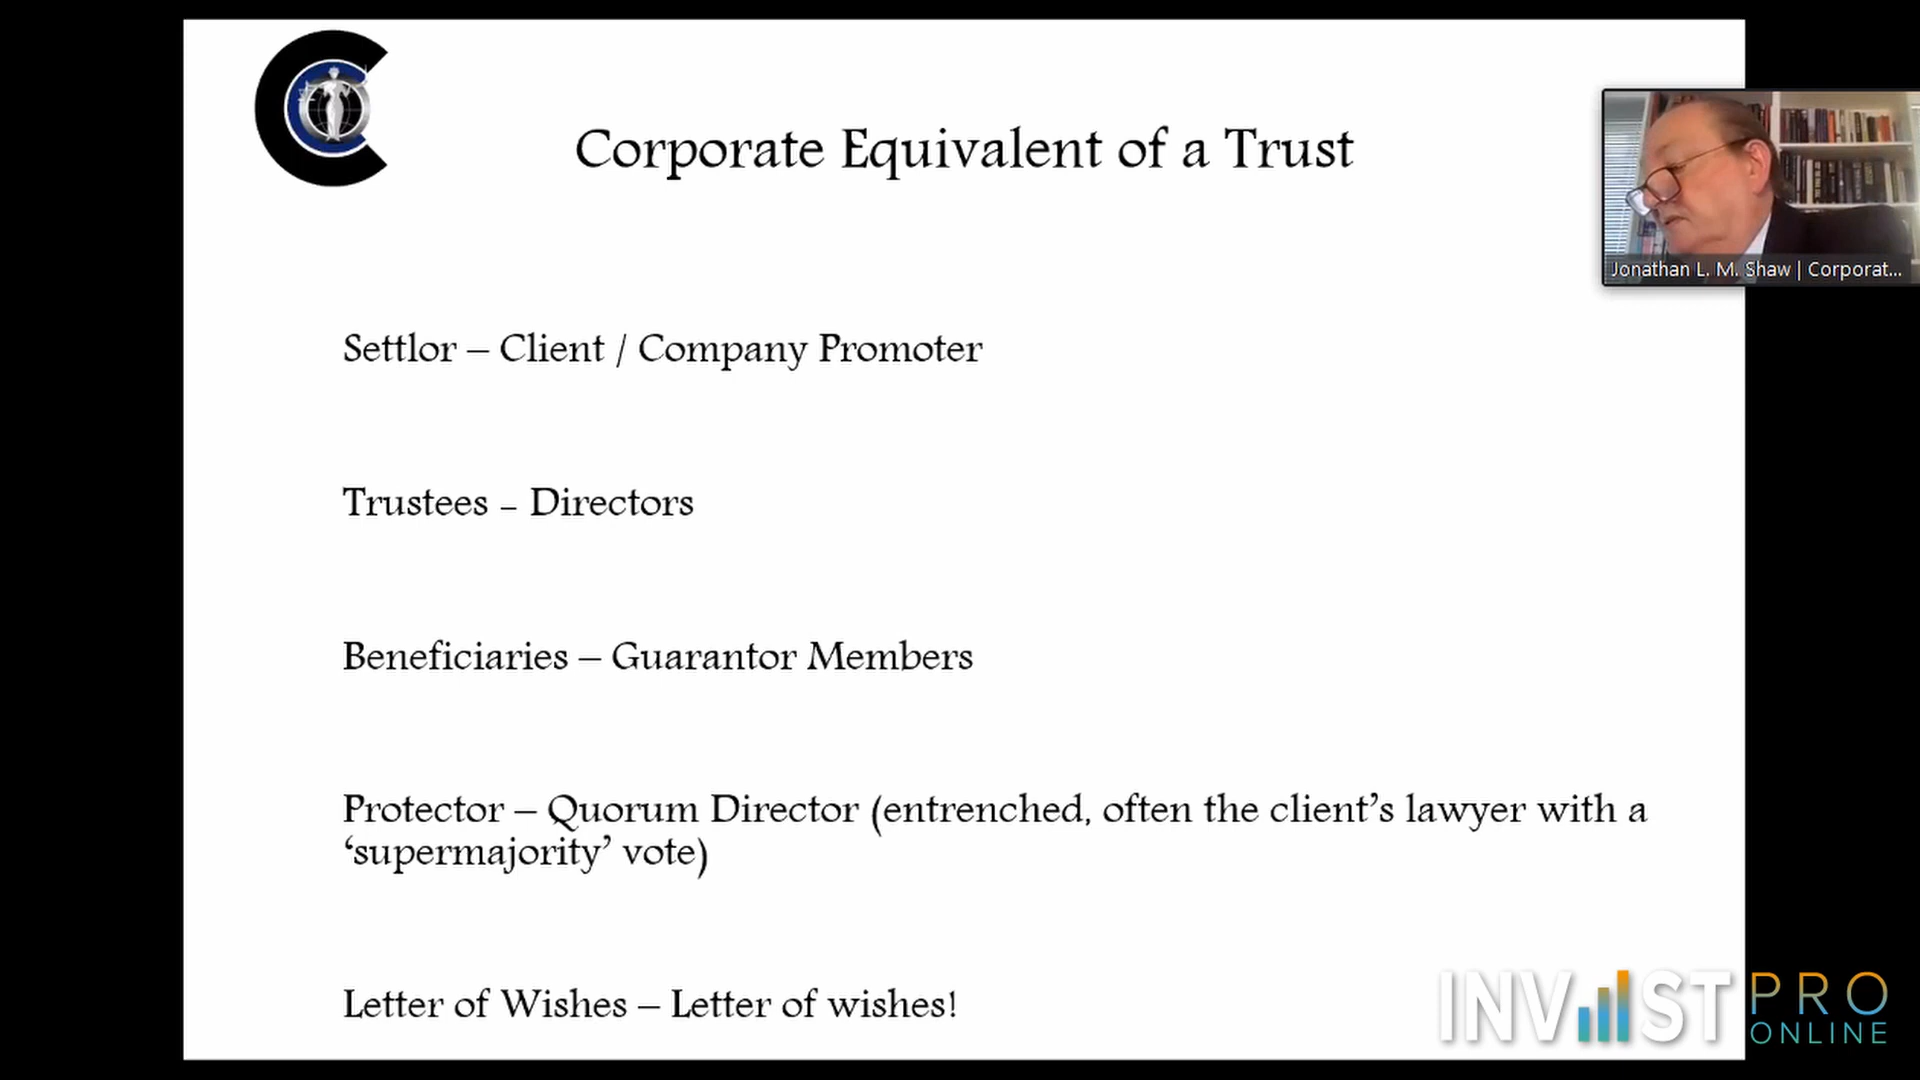 Corporate Equivalent of a Trust
Jonathan L. M. Shaw | Corporat...
Settlor – Client / Company Promoter
Trustees – Directors
Beneficiaries – Guarantor Members
Protector – Quorum Director (entrenched, often the client’s lawyer with a
‘supermajority’ vote)
Letter of Wishes – Letter of wishes!
INVEST PRO
ONLINE